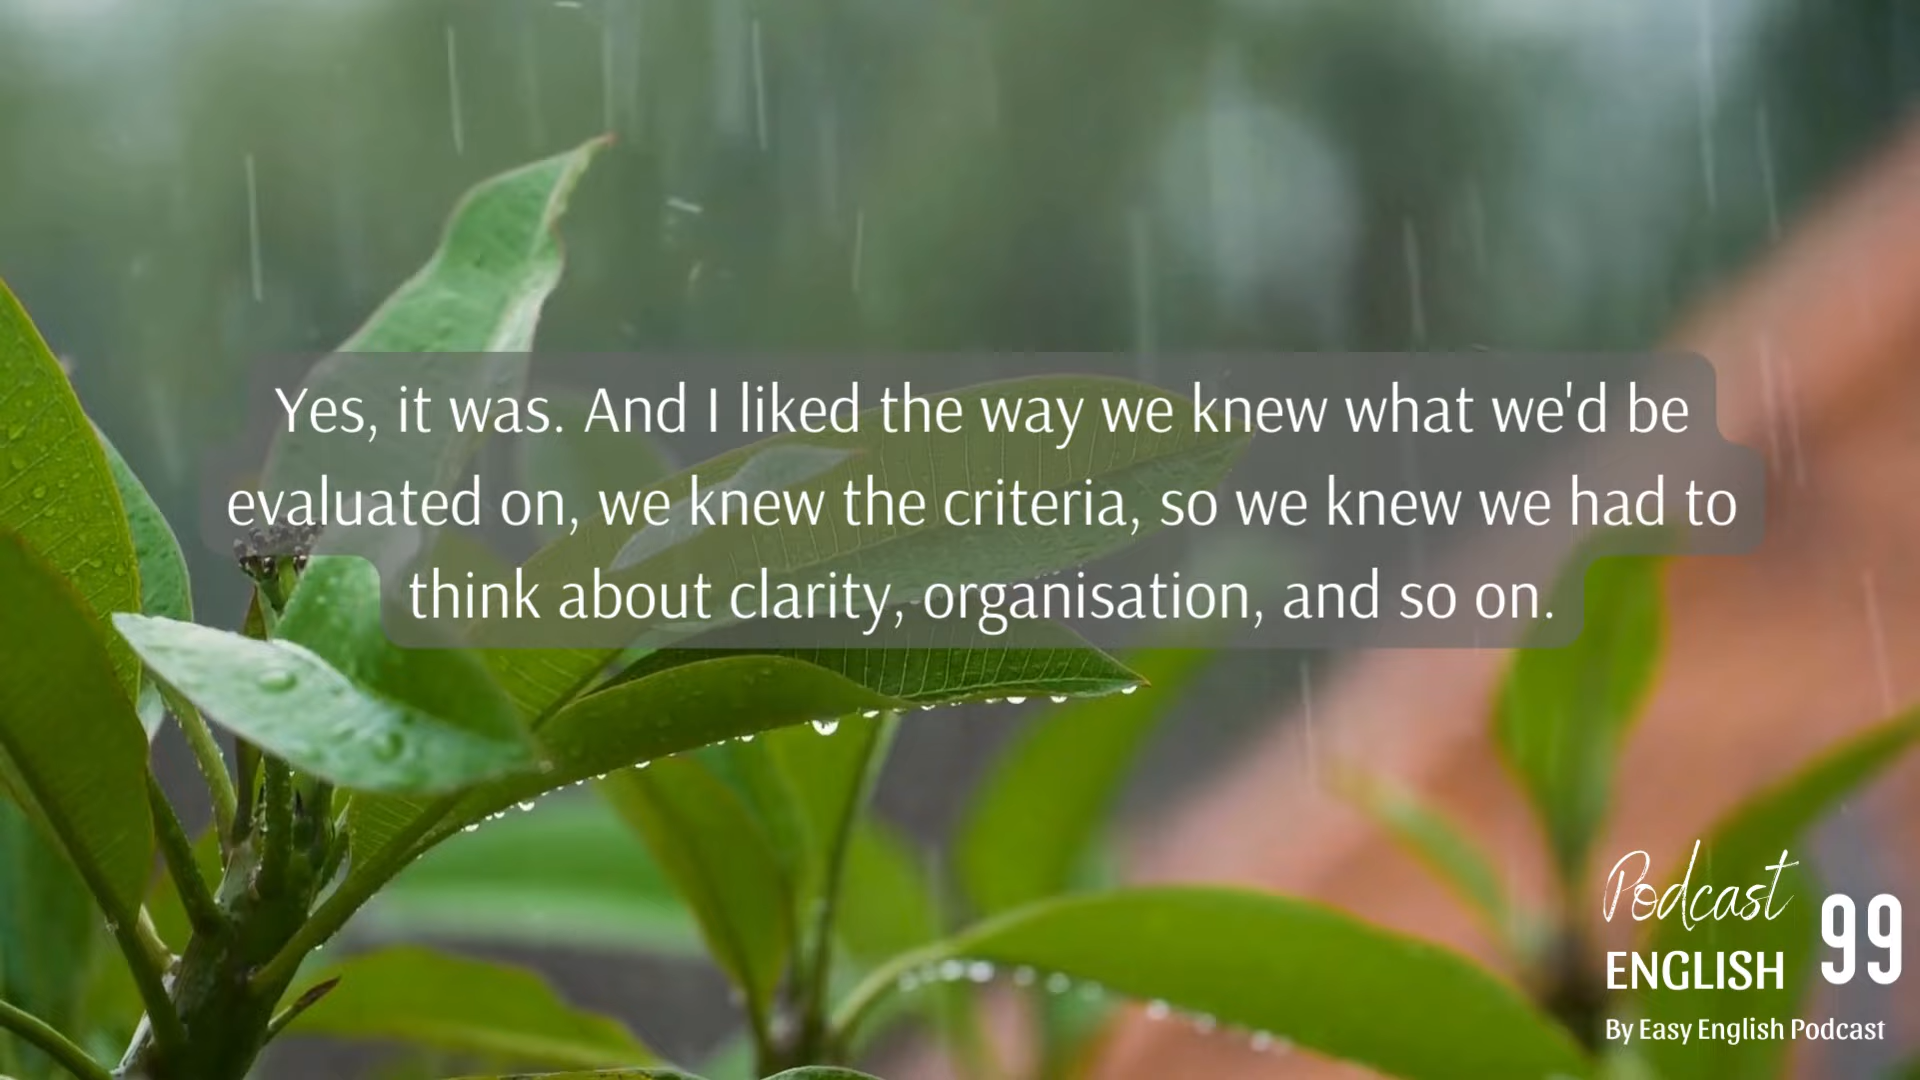 Yes, it was. And I liked the way we knew what we'd be
evaluated on, we knew the criteria, so we knew we had to
think about clarity, organisation, and so on.
Podcast
ENGLISH 99
By Easy English Podcast